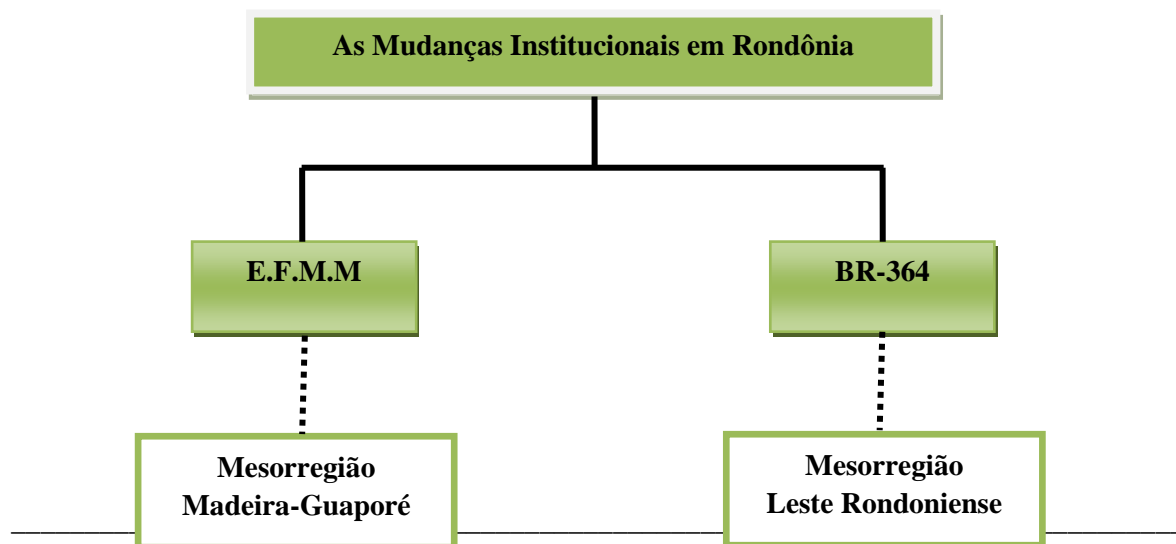 As Mudanças Institucionais em Rondônia
E.F.M.M
BR-364
Mesorregião
Madeira-Guaporé
Mesorregião
Leste Rondoniense